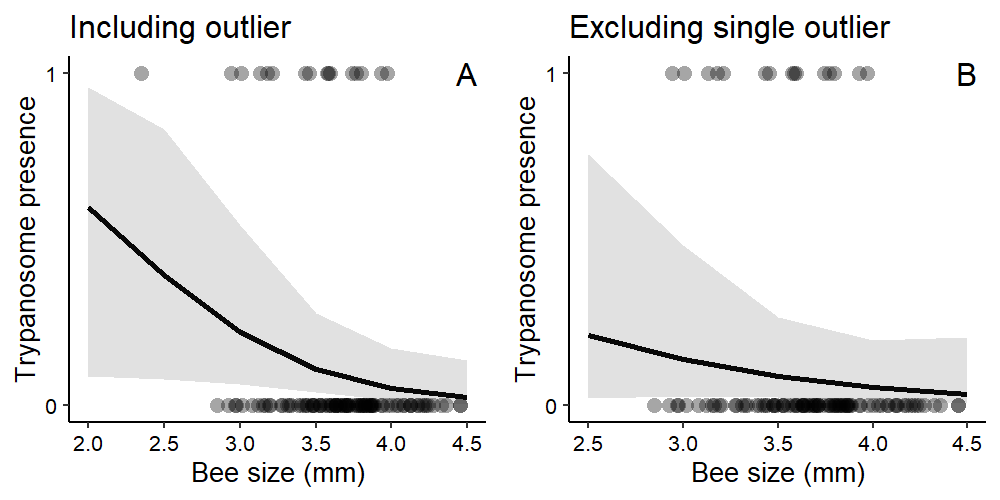 Including outlier
A
Trypanosome presence
1
0
2.0 2.5 3.0 3.5 4.0 4.5
Bee size (mm)
Excluding single outlier
B
Trypanosome presence
1
0
2.5 3.0 3.5 4.0 4.5
Bee size (mm)